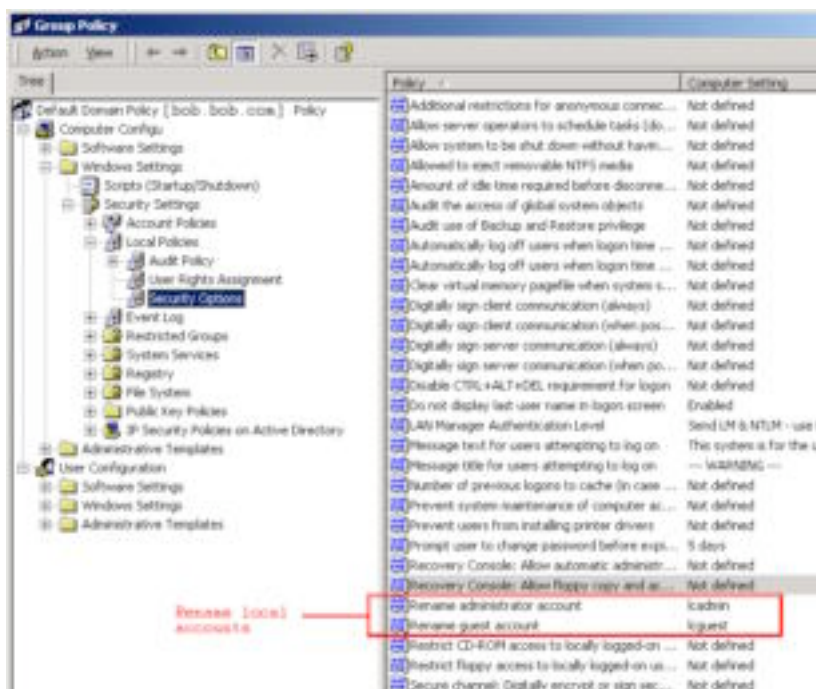 Group Policy
Action View
Tree
Default Domain Policy [bob.bob.com] Policy
Computer Configu
Software Settings
Windows Settings
Scripts (Startup/Shutdown)
Security Settings
Account Policies
Local Policies
Audit Policy
User Rights Assignment
Security Options
Event Log
Restricted Groups
System Services
Registry
File System
Public Key Policies
IP Security Policies on Active Directory
Administrative Templates
User Configuration
Software Settings
Windows Settings
Administrative Templates
Rename local
accounts
Policy Computer Setting
Additional restrictions for anonymous connec... Not defined
Allow server operators to schedule tasks (do... Not defined
Allow system to be shut down without havin... Not defined
Allowed to eject removable NTFS media Not defined
Amount of idle time required before disconne... Not defined
Audit the access of global system objects Not defined
Audit use of Backup and Restore privilege Not defined
Automatically log off users when logon time ... Not defined
Automatically log off users when logon time ... Not defined
Clear virtual memory pagefile when system s... Not defined
Digitally sign client communication (always) Not defined
Digitally sign client communication (when pos... Not defined
Digitally sign server communication (always) Not defined
Digitally sign server communication (when po... Not defined
Disable CTRL+ALT+DEL requirement for logon Not defined
Do not display last user name in logon screen Enabled
LAN Manager Authentication Level Send LM & NTLM - use
Message text for users attempting to log on This system is for the u
Message title for users attempting to log on --- WARNING ---
Number of previous logons to cache (in case ... Not defined
Prevent system maintenance of computer ac... Not defined
Prevent users from installing printer drivers Not defined
Prompt user to change password before expi... 5 days
Recovery Console: Allow automatic administr... Not defined
Recovery Console: Allow floppy copy and ac... Not defined
Rename administrator account
Rename guest account
Restrict CD-ROM access to locally logged-on ... Not defined
Restrict floppy access to locally logged-on us... Not defined
Secure channel: Digitally encrypt or sign sec... Not defined